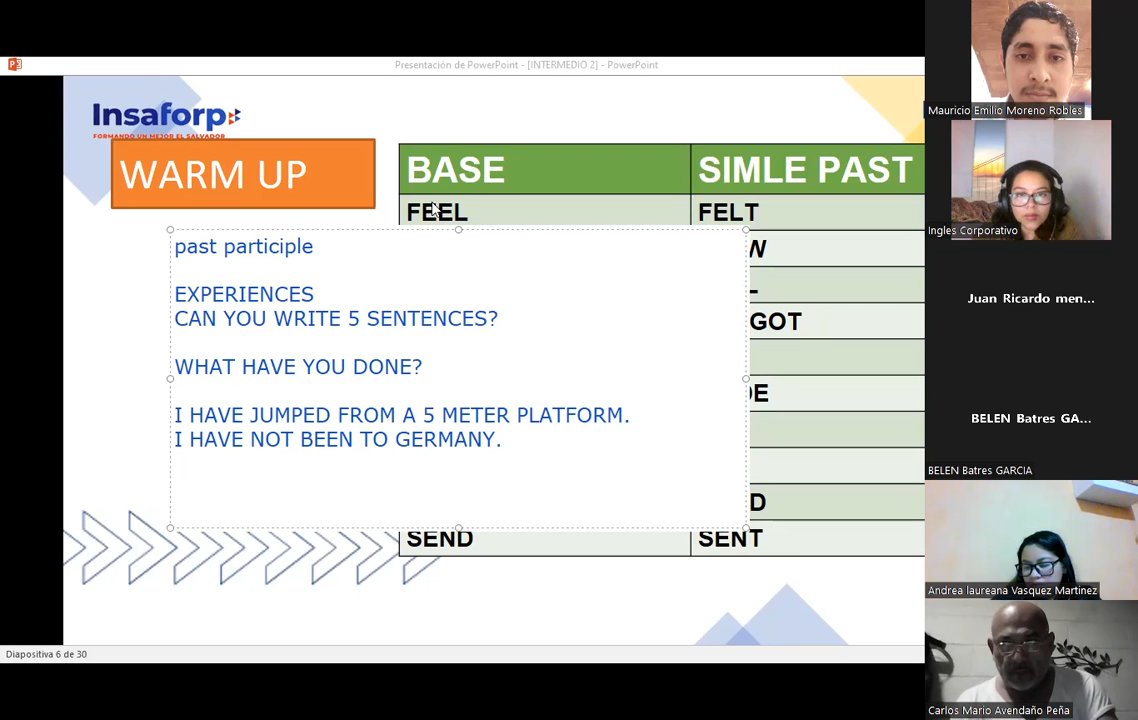 Presentación de PowerPoint - [INTERMEDIO 2] - PowerPoint
Insaforp
FORMANDO UN MEJOR EL SALVADOR
WARM UP
BASE
SIMLE PAST
FEEL
FELT
past participle
EXPERIENCES
CAN YOU WRITE 5 SENTENCES?
WHAT HAVE YOU DONE?
I HAVE JUMPED FROM A 5 METER PLATFORM.
I HAVE NOT BEEN TO GERMANY.
W
L
GOT
DE
D
SEND
SENT
Diapositiva 6 de 30
Mauricio Emilio Moreno Robles
Ingles Corporativo
Juan Ricardo men...
BELEN Batres GA...
BELEN Batres GARCIA
Andrea laureana Vasquez Martinez
Carlos Mario Avendaño Peña